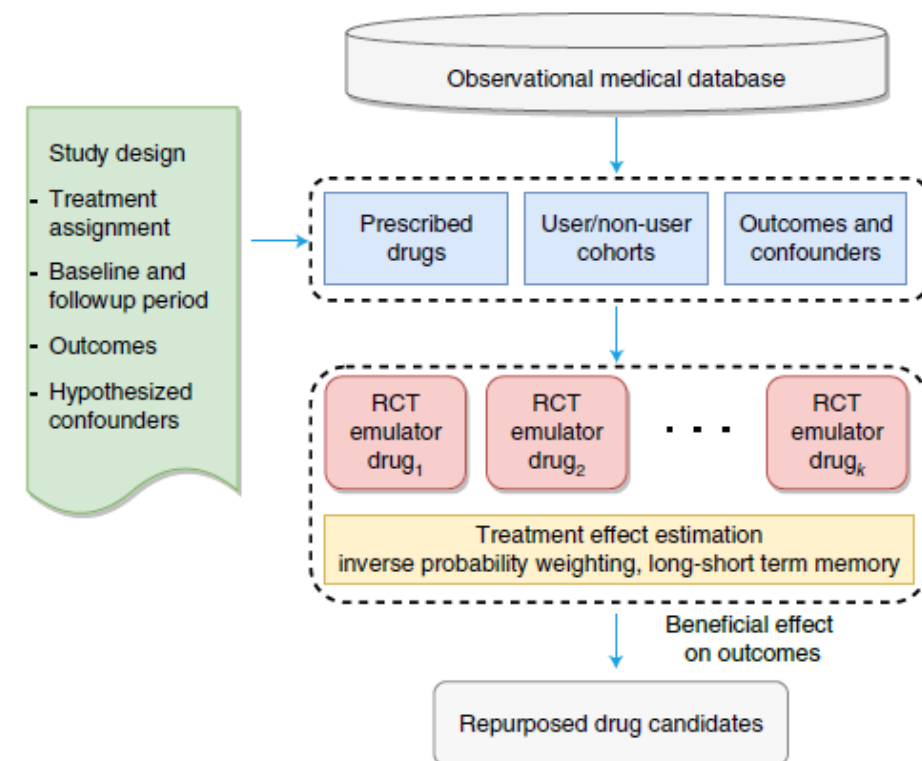 Observational medical database
Study design
- Treatment
assignment
- Baseline and
followup period
- Outcomes
- Hypothesized
confounders
Prescribed
drugs
User/non-user
cohorts
Outcomes and
confounders
RCT
emulator
drug₁
RCT
emulator
drug₂
. . .
RCT
emulator
drugₖ
Treatment effect estimation
inverse probability weighting, long-short term memory
Beneficial effect
on outcomes
Repurposed drug candidates